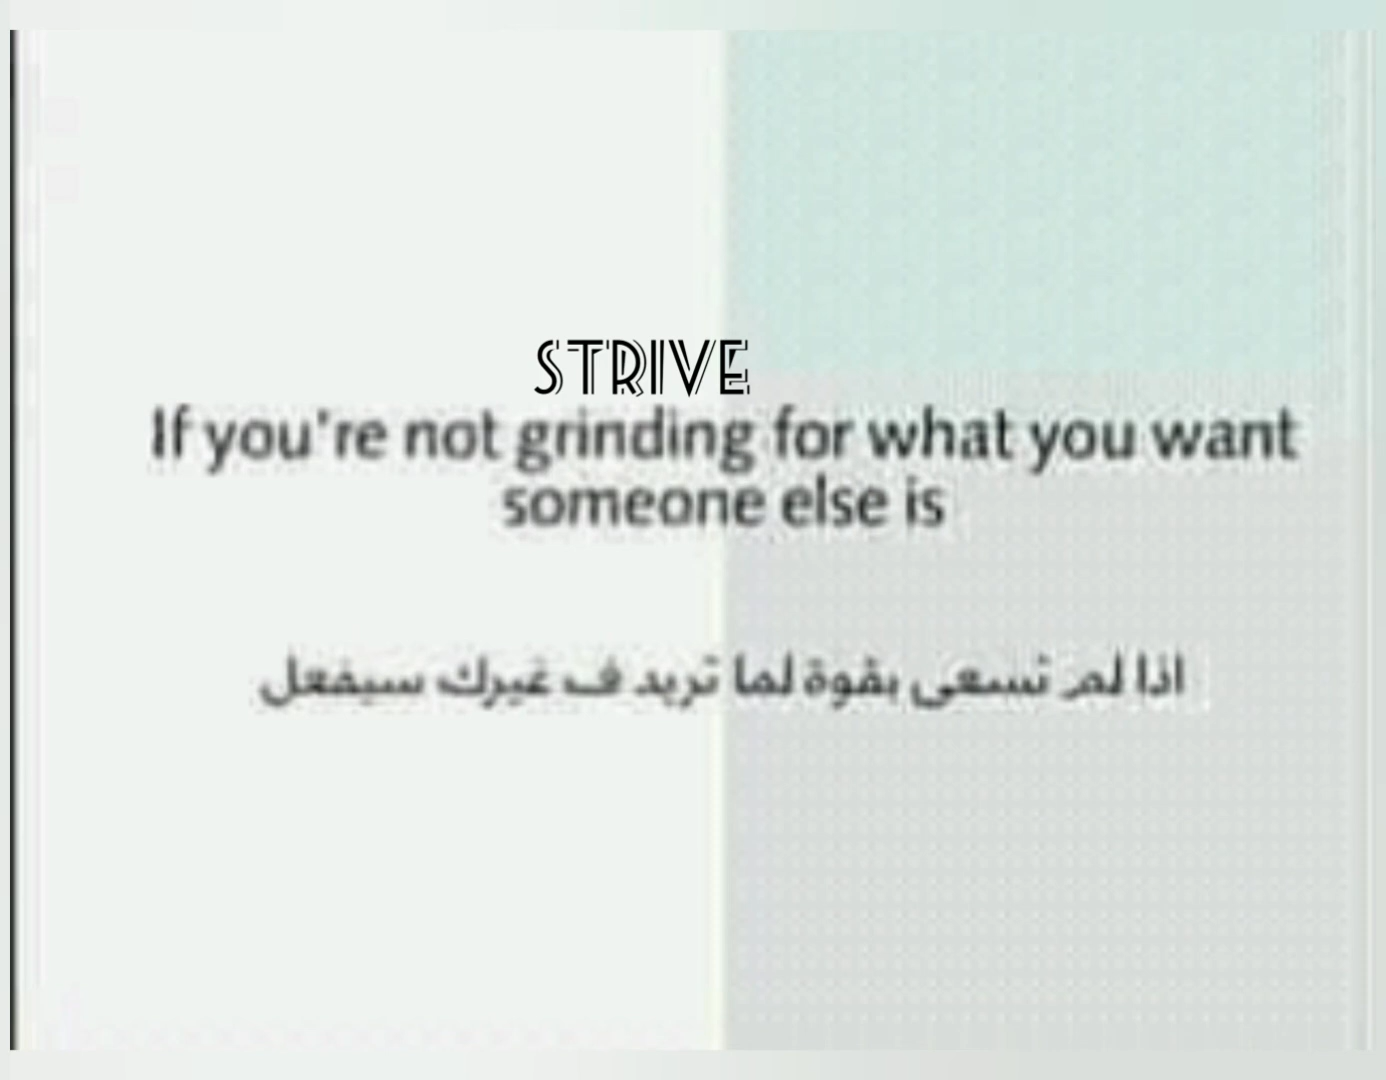 STRIVE
If you're not grinding for what you want
someone else is
اذا لم تسعى بقوة لما تريد ف غيرك سيفعل